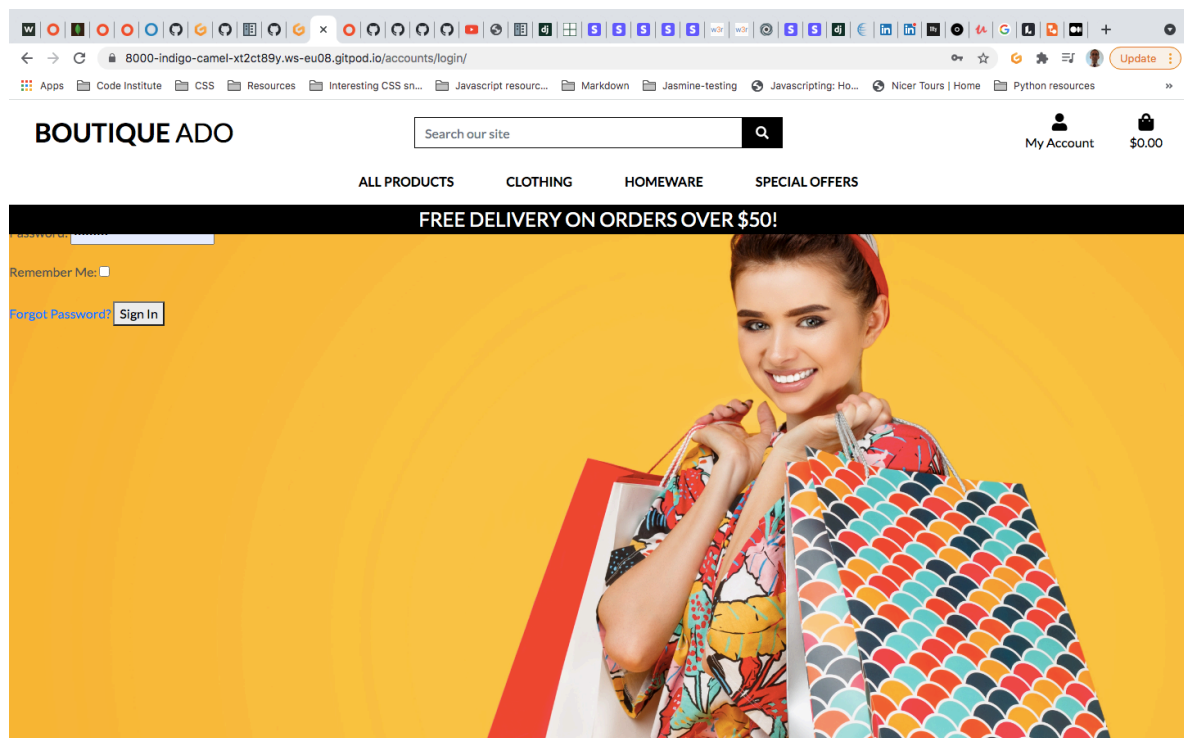 8000-indigo-camel-xt2ct89y.ws-eu08.gitpod.io/accounts/login/
Update
Apps Code Institute CSS Resources Interesting CSS sn... Javascript resourc... Markdown Jasmine-testing Javascripting: Ho... Nicer Tours | Home Python resources »
BOUTIQUE ADO
Search our site
My Account $0.00
ALL PRODUCTS CLOTHING HOMEWARE SPECIAL OFFERS
FREE DELIVERY ON ORDERS OVER $50!
Password:
Remember Me:
Forgot Password? Sign In